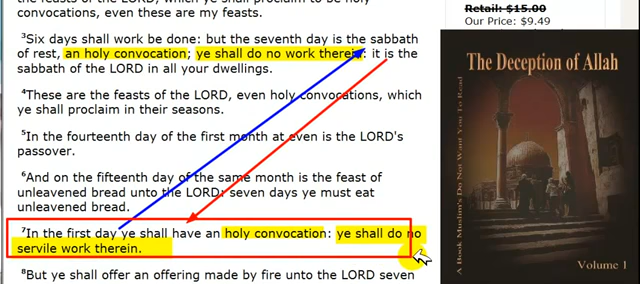 the feasts of the LORD, which ye shall proclaim to be holy
convocations, even these are my feasts.
3Six days shall work be done: but the seventh day is the sabbath
of rest, an holy convocation; ye shall do no work therein: it is the
sabbath of the LORD in all your dwellings.
4These are the feasts of the LORD, even holy convocations, which
ye shall proclaim in their seasons.
5In the fourteenth day of the first month at even is the LORD's
passover.
6And on the fifteenth day of the same month is the feast of
unleavened bread unto the LORD: seven days ye must eat
unleavened bread.
7In the first day ye shall have an holy convocation: ye shall do no
servile work therein.
8But ye shall offer an offering made by fire unto the LORD seven
Retail: $15.00
Our Price: $9.49
The Deception of Allah
A Book Muslim's Do Not Want You To Read
Volume 1